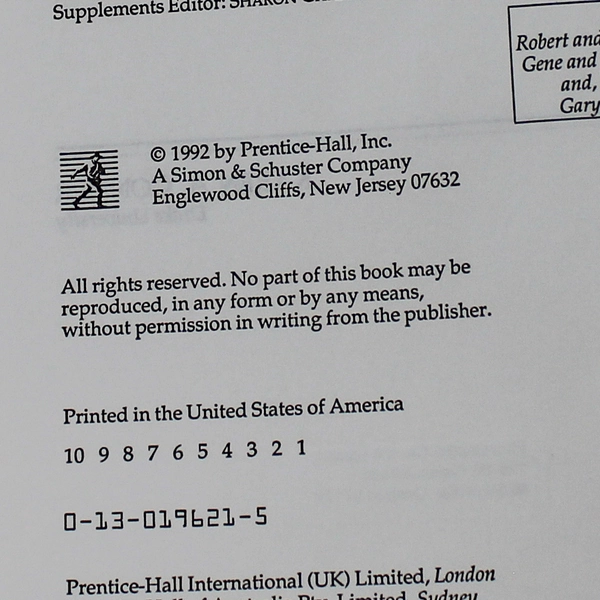 Supplements Editor:
Robert and
Gene and
and,
Gary
© 1992 by Prentice-Hall, Inc.
A Simon & Schuster Company
Englewood Cliffs, New Jersey 07632
All rights reserved. No part of this book may be
reproduced, in any form or by any means,
without permission in writing from the publisher.
Printed in the United States of America
10 9 8 7 6 5 4 3 2 1
0-13-019621-5
Prentice-Hall International (UK) Limited, London
Limited, Sydney